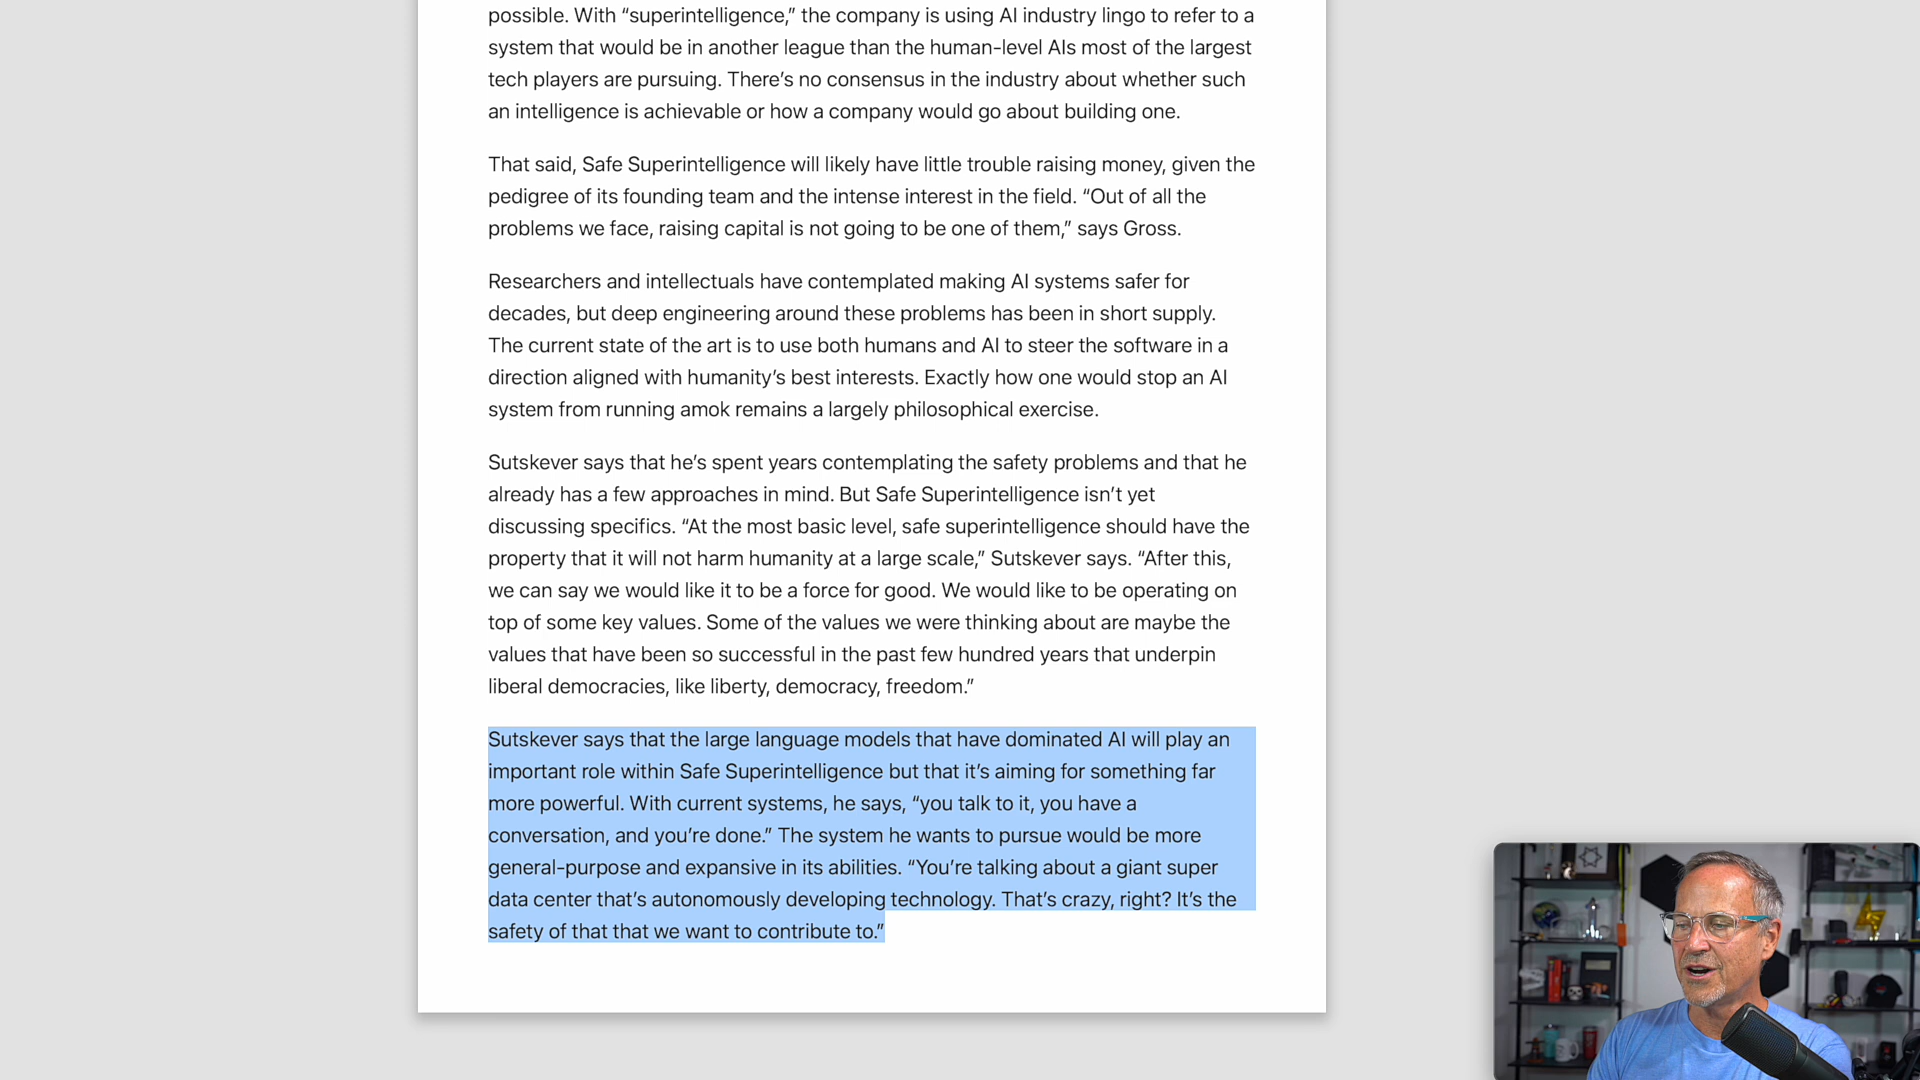 possible. With “superintelligence,” the company is using AI industry lingo to refer to a
system that would be in another league than the human-level AIs most of the largest
tech players are pursuing. There’s no consensus in the industry about whether such
an intelligence is achievable or how a company would go about building one.
That said, Safe Superintelligence will likely have little trouble raising money, given the
pedigree of its founding team and the intense interest in the field. “Out of all the
problems we face, raising capital is not going to be one of them,” says Gross.
Researchers and intellectuals have contemplated making AI systems safer for
decades, but deep engineering around these problems has been in short supply.
The current state of the art is to use both humans and AI to steer the software in a
direction aligned with humanity’s best interests. Exactly how one would stop an AI
system from running amok remains a largely philosophical exercise.
Sutskever says that he’s spent years contemplating the safety problems and that he
already has a few approaches in mind. But Safe Superintelligence isn’t yet
discussing specifics. “At the most basic level, safe superintelligence should have the
property that it will not harm humanity at a large scale,” Sutskever says. “After this,
we can say we would like it to be a force for good. We would like to be operating on
top of some key values. Some of the values we were thinking about are maybe the
values that have been so successful in the past few hundred years that underpin
liberal democracies, like liberty, democracy, freedom.”
Sutskever says that the large language models that have dominated AI will play an
important role within Safe Superintelligence but that it’s aiming for something far
more powerful. With current systems, he says, “you talk to it, you have a
conversation, and you’re done.” The system he wants to pursue would be more
general-purpose and expansive in its abilities. “You’re talking about a giant super
data center that’s autonomously developing technology. That’s crazy, right? It’s the
safety of that that we want to contribute to.”